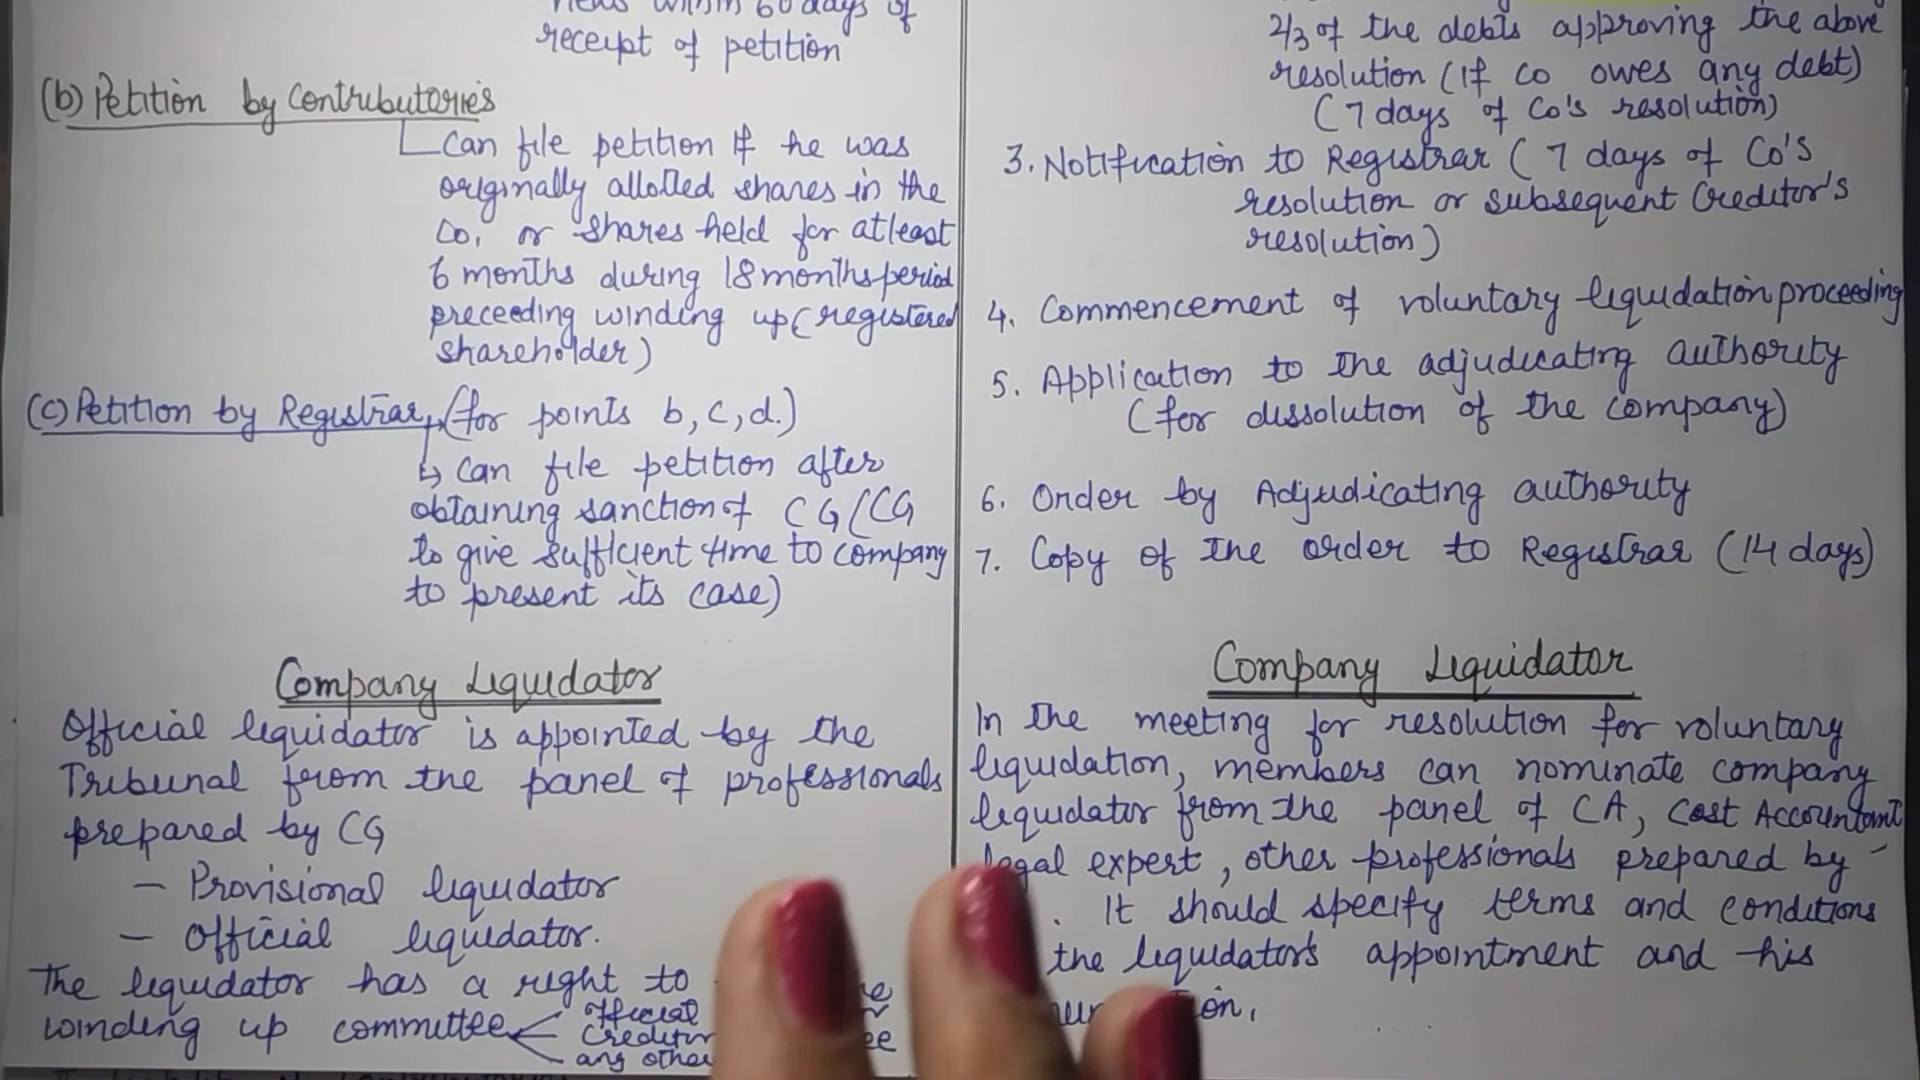 within 60 days of
receipt of petition
(b) Petition by Contributories
Can file petition if he was
originally allotted shares in the
Co, or shares held for atleast
6 months during 18 months period
preceeding winding up (registered
shareholder)
(c) Petition by Registrar (for points b, c, d.)
↳ Can file petition after
obtaining sanction of CG (CG
to give sufficient time to company
to present its case)
Company Liquidator
Official liquidator is appointed by the
Tribunal from the panel of professionals
prepared by CG
– Provisional liquidator
– Official liquidator.
The liquidator has a right to
winding up committee
Official
Creditor
any other
2/3 of the debts approving the above
resolution (If Co owes any debt)
(7 days of Co's resolution)
3. Notification to Registrar (7 days of Co's
resolution or subsequent Creditor's
resolution)
4. Commencement of voluntary liquidation proceeding
5. Application to the adjudicating authority
(for dissolution of the company)
6. Order by Adjudicating authority
7. Copy of the order to Registrar (14 days)
Company Liquidator
In the meeting for resolution for voluntary
liquidation, members can nominate company
liquidator from the panel of CA, Cost Accountant
legal expert, other professionals prepared by -
. It should specify terms and conditions
the liquidator's appointment and his